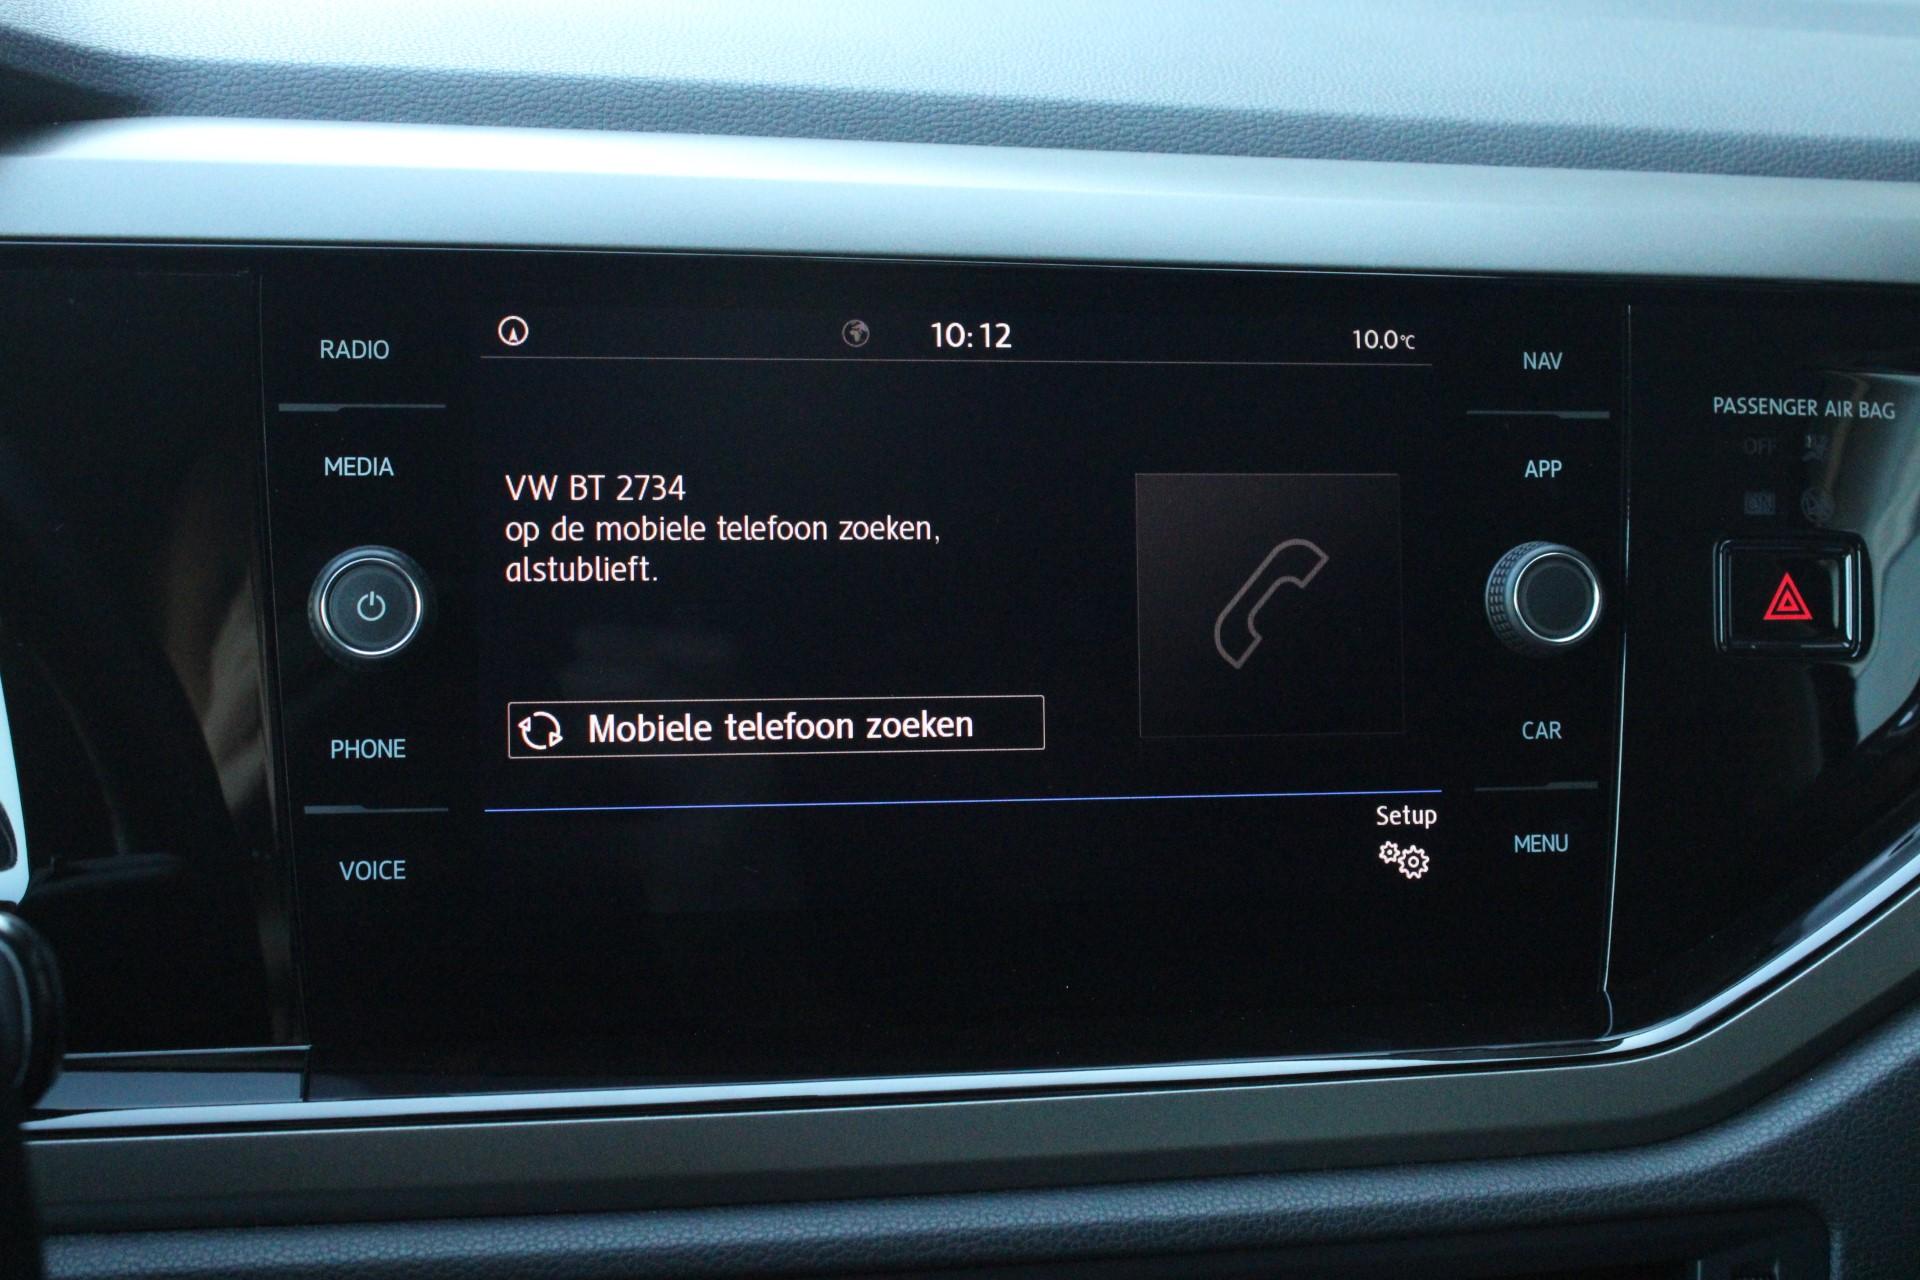 RADIO
MEDIA
PHONE
VOICE
10:12
10.0°C
VW BT 2734
op de mobiele telefoon zoeken,
alstublieft.
Mobiele telefoon zoeken
Setup
NAV
APP
CAR
MENU
PASSENGER AIR BAG
OFF